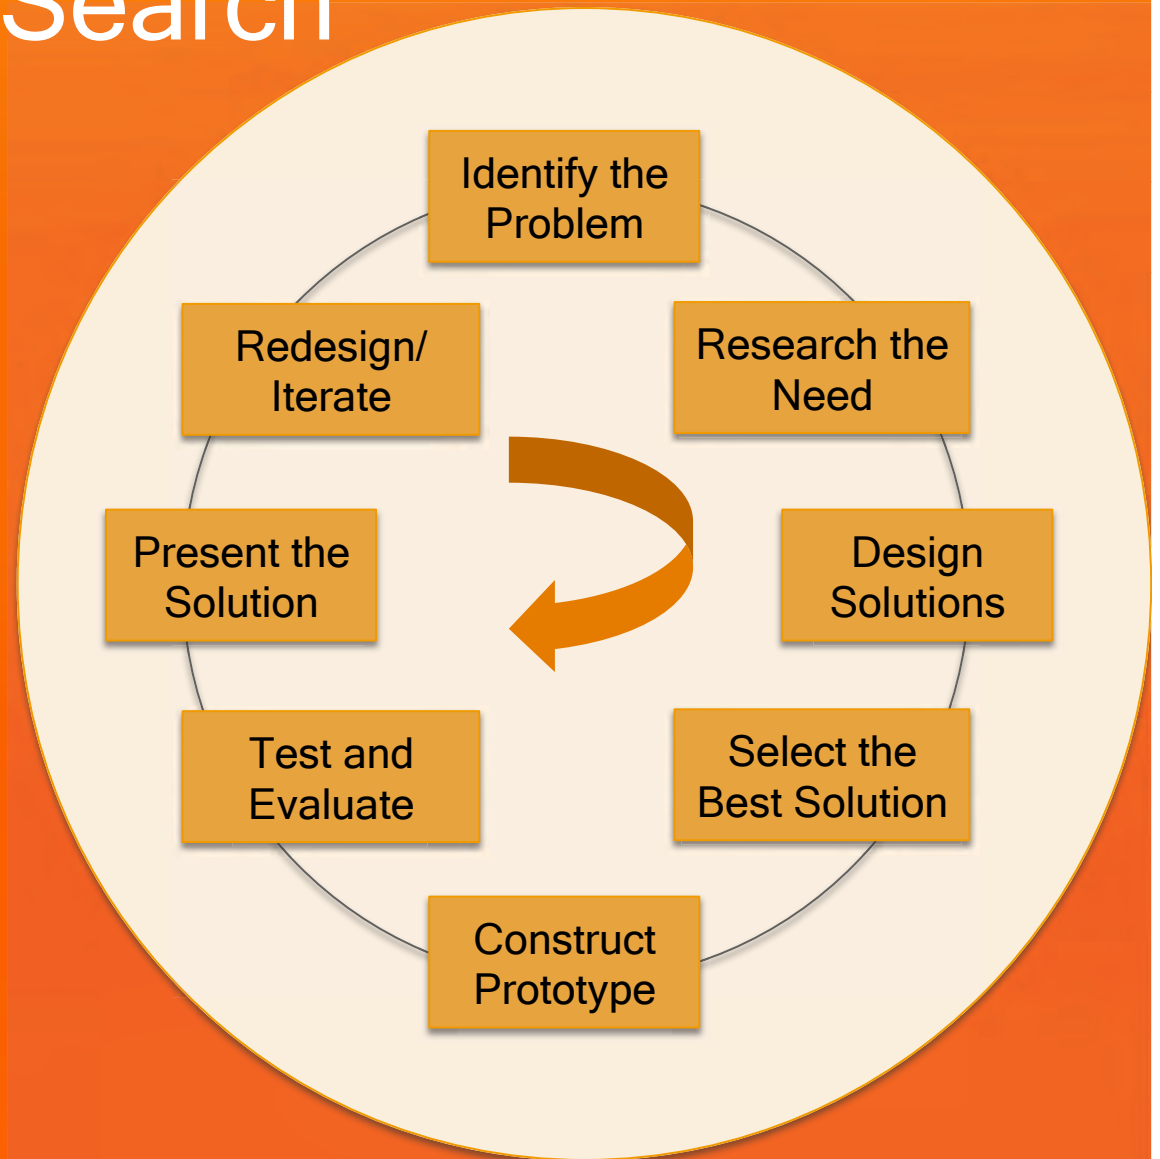 Search
Identify the
Problem
Research the
Need
Design
Solutions
Select the
Best Solution
Construct
Prototype
Test and
Evaluate
Present the
Solution
Redesign/
Iterate